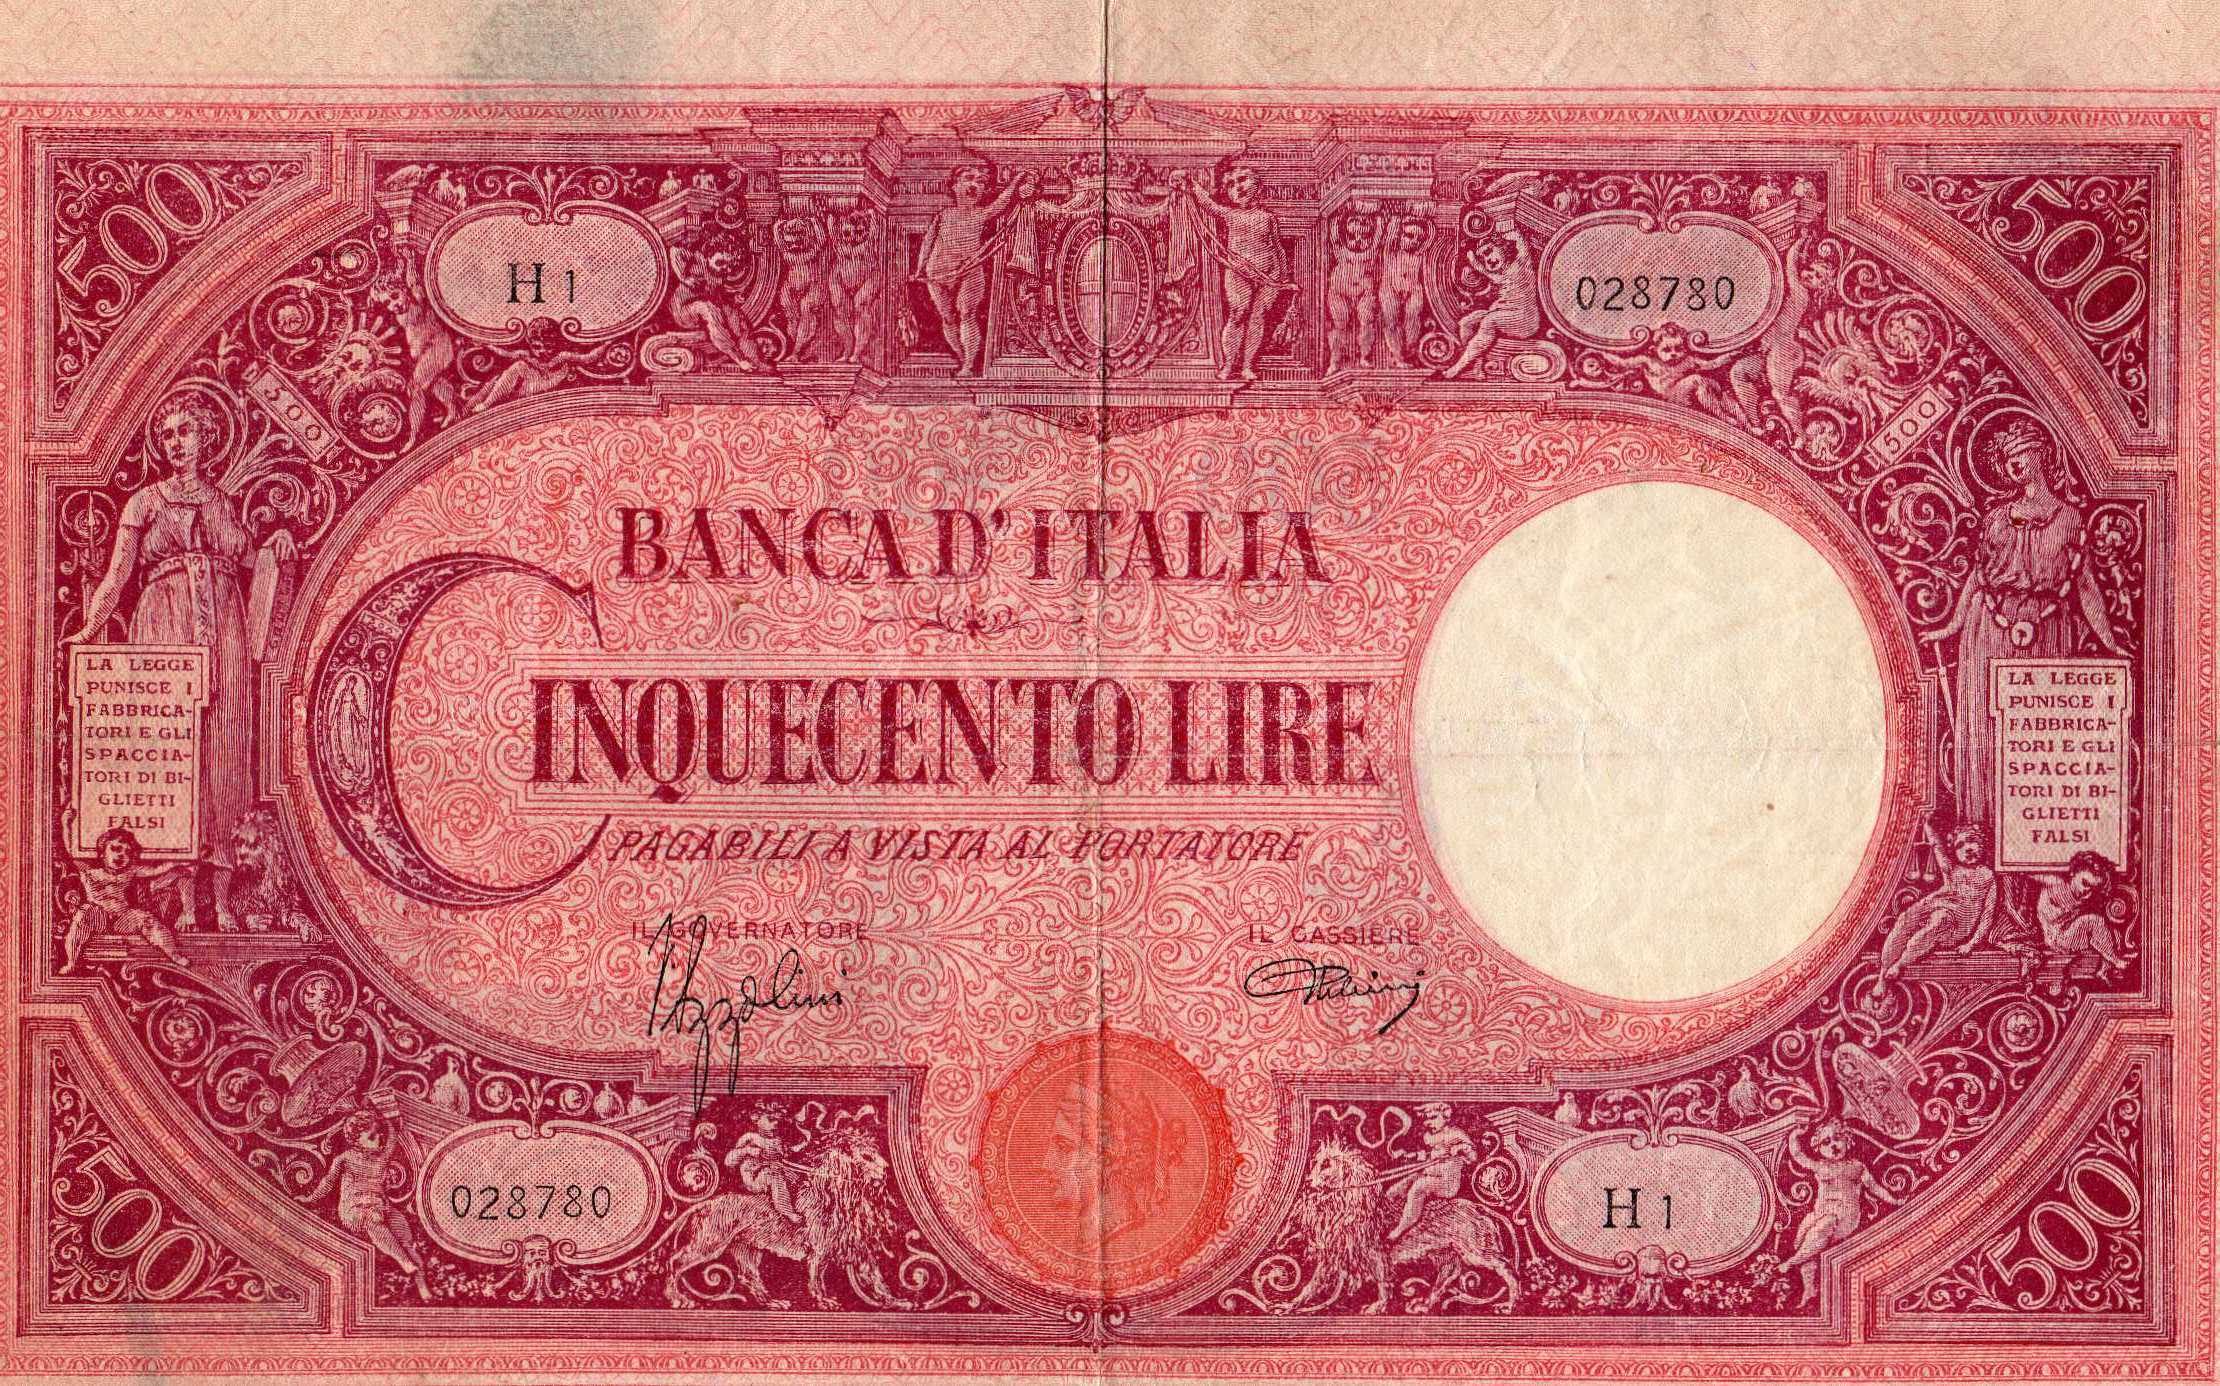 500
500
H 1
028780
500
500
BANCA D'ITALIA
CINQUECENTO LIRE
PAGABILI A VISTA AL PORTATORE
LA LEGGE
PUNISCE I
FABBRICA-
TORI E GLI
SPACCIA-
TORI DI BI-
GLIETTI
FALSI
LA LEGGE
PUNISCE I
FABBRICA-
TORI E GLI
SPACCIA-
TORI DI BI-
GLIETTI
FALSI
IL GOVERNATORE
IL CASSIERE
Azzolini
028780
H 1
500
500